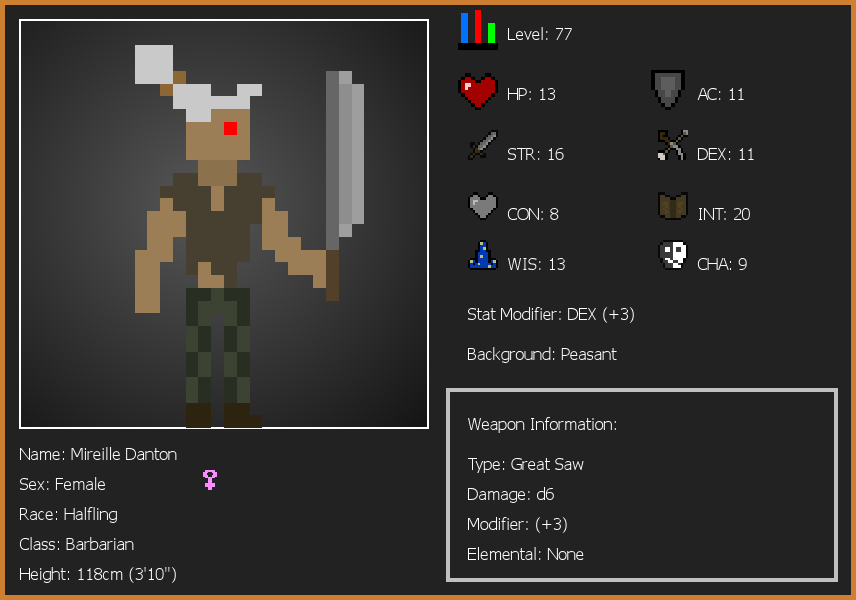 Level: 77
HP: 13
AC: 11
STR: 16
DEX: 11
CON: 8
INT: 20
WIS: 13
CHA: 9
Stat Modifier: DEX (+3)
Background: Peasant
Weapon Information:
Type: Great Saw
Damage: d6
Modifier: (+3)
Elemental: None
Name: Mireille Danton
Sex: Female
Race: Halfling
Class: Barbarian
Height: 118cm (3'10")